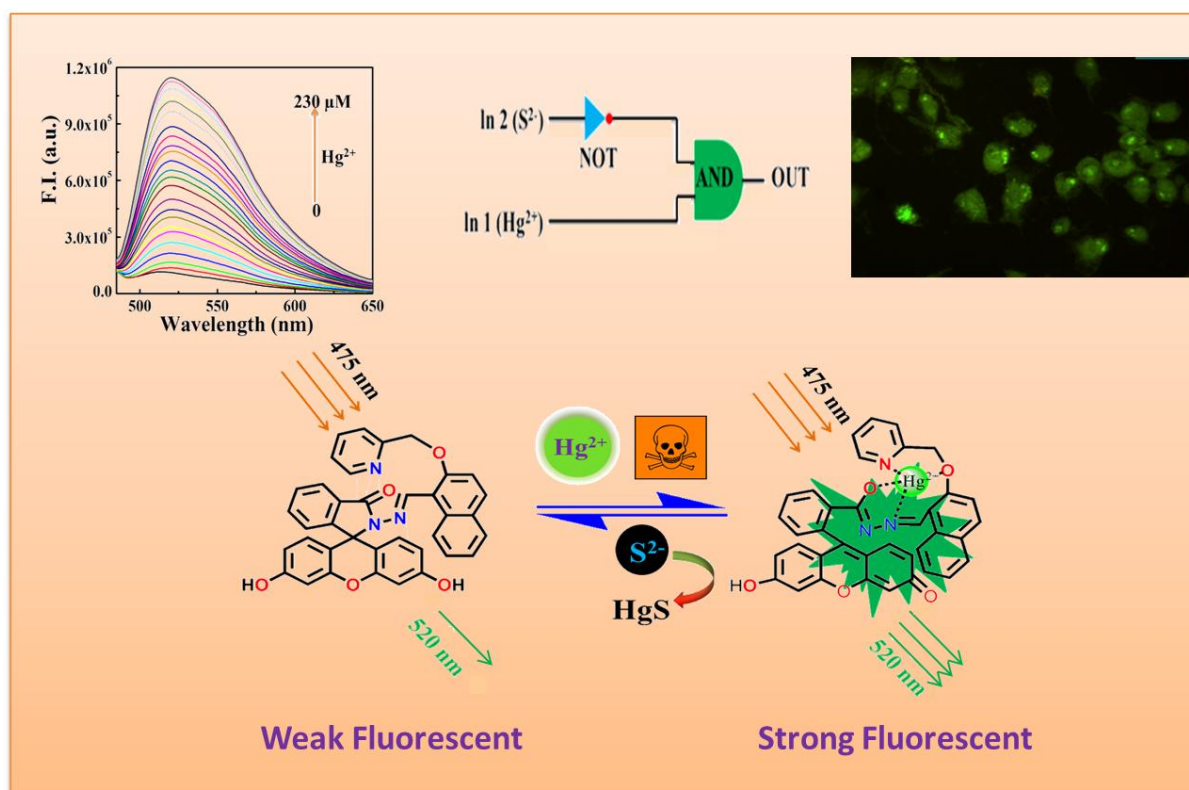 1.2x10⁶
9.0x10⁵
6.0x10⁵
3.0x10⁵
0.0
F.I. (a.u.)
230 µM
Hg²⁺
0
500 550 600 650
Wavelength (nm)
In 2 (S²⁻)
NOT
AND
OUT
In 1 (Hg²⁺)
475 nm
N
O
O
N N
HO O OH
520 nm
Hg²⁺
S²⁻
HgS
475 nm
N O
Hg²⁺
O
N N
HO O O
520 nm
Weak Fluorescent
Strong Fluorescent